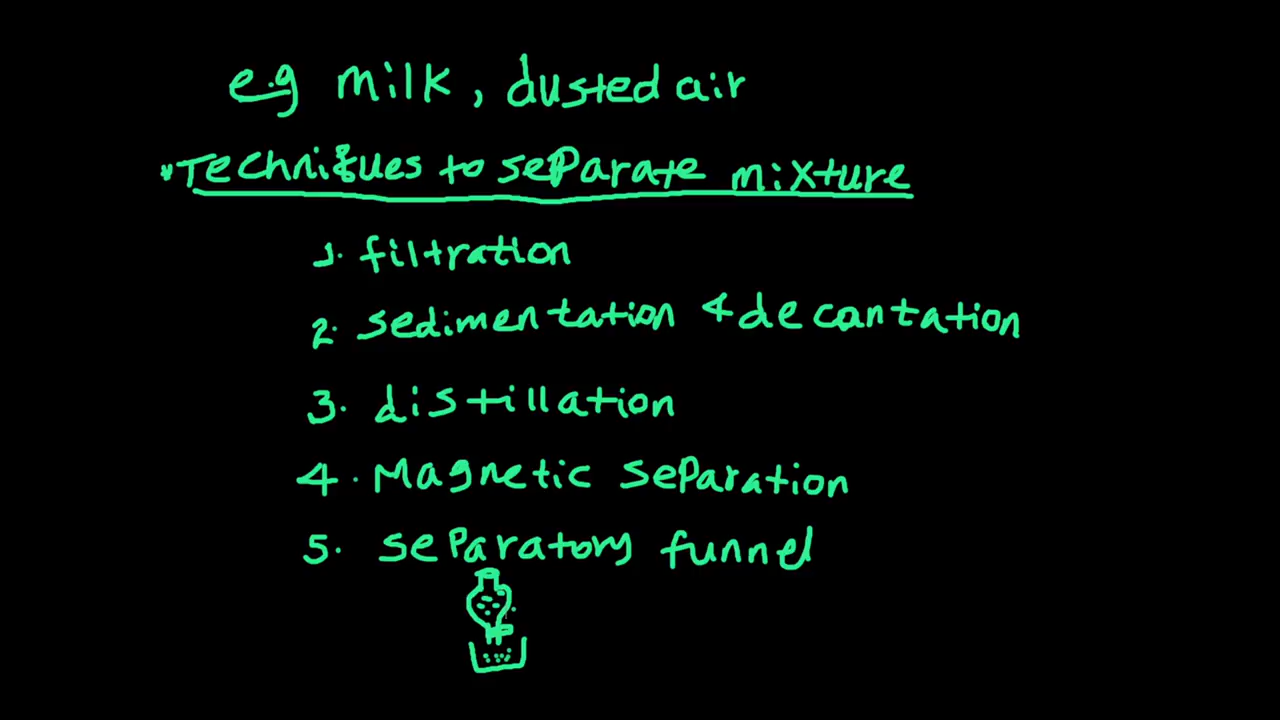 e.g milk, dusted air
"Techniques to separate mixture
1. filtration
2. sedimentation & decantation
3. distillation
4. Magnetic separation
5. separatory funnel